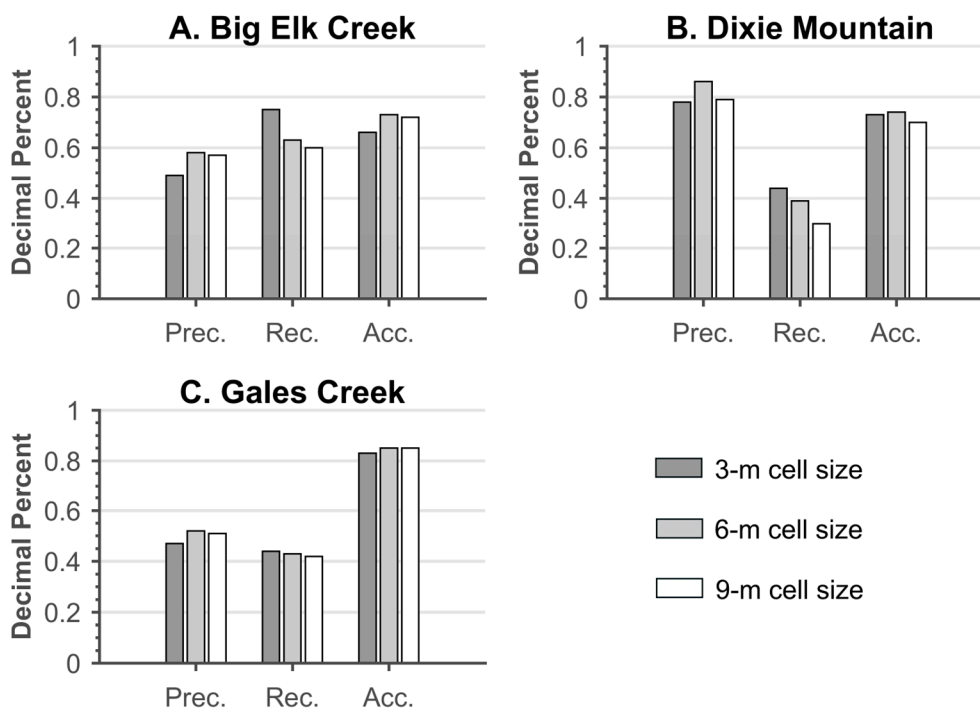 A. Big Elk Creek
Decimal Percent
1
0.8
0.6
0.4
0.2
0
Prec. Rec. Acc.
B. Dixie Mountain
Decimal Percent
1
0.8
0.6
0.4
0.2
0
Prec. Rec. Acc.
C. Gales Creek
Decimal Percent
1
0.8
0.6
0.4
0.2
0
Prec. Rec. Acc.
3-m cell size
6-m cell size
9-m cell size